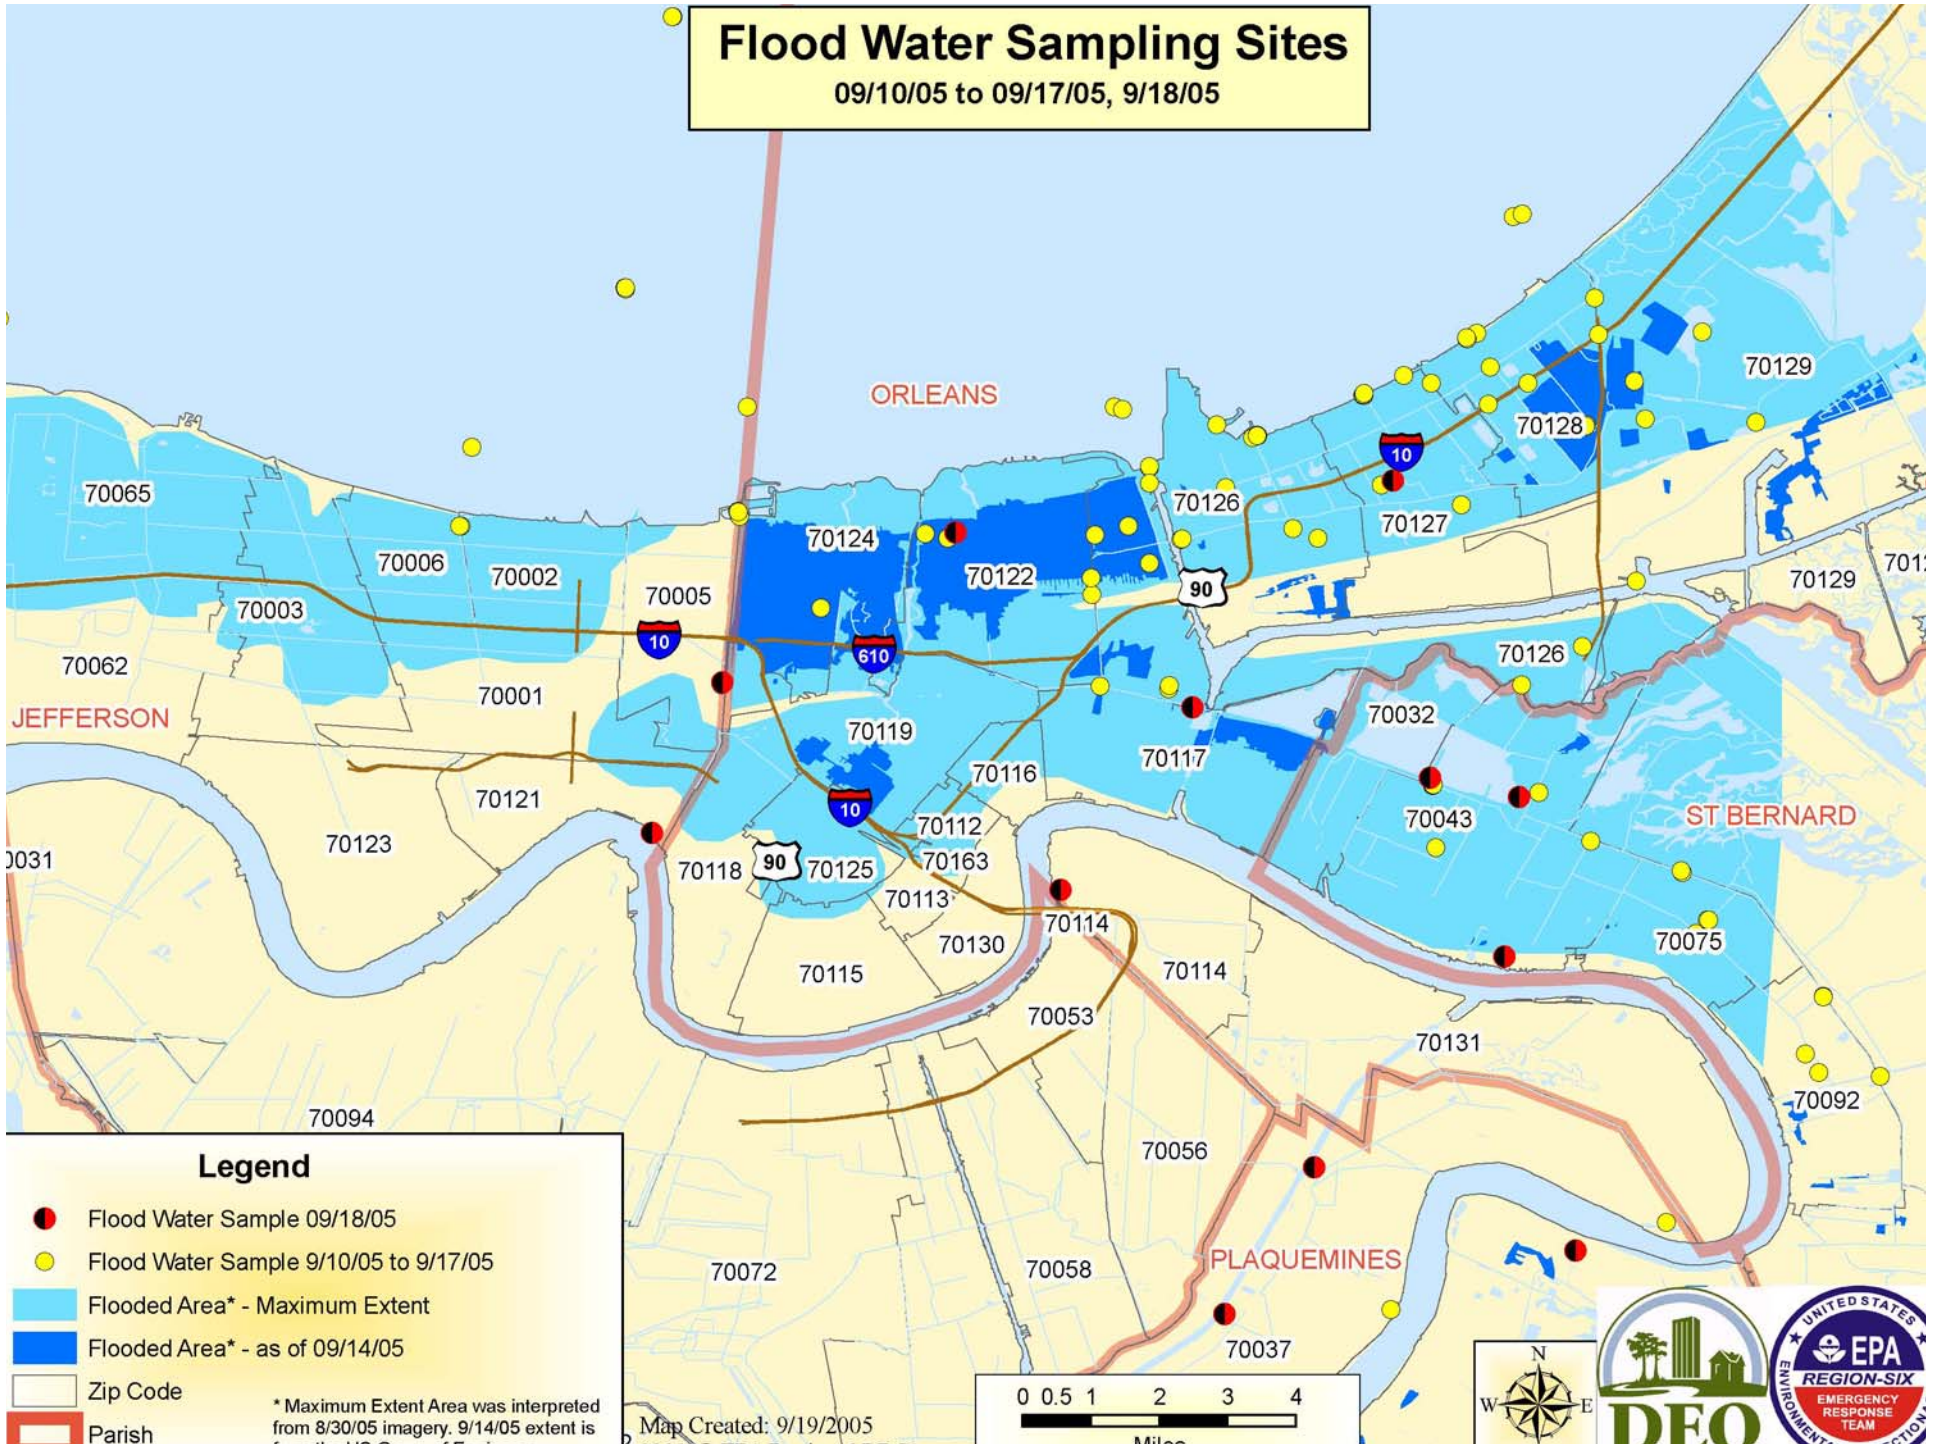 Flood Water Sampling Sites
09/10/05 to 09/17/05, 9/18/05
ORLEANS
70129
70128
70065
70126
70124
70127
70006
70002
70122
70129
70003
70005
90
10
10
610
70062
70126
70001
JEFFERSON
70032
70119
70117
70116
70121
10
70043
ST BERNARD
70112
70123
90
70163
70118
70125
70113
70114
70130
70075
70115
70114
70053
70131
70094
70092
70056
PLAQUEMINES
70072
70058
70037
Legend
Flood Water Sample 09/18/05
Flood Water Sample 9/10/05 to 9/17/05
Flooded Area* - Maximum Extent
Flooded Area* - as of 09/14/05
Zip Code
Parish
* Maximum Extent Area was interpreted
from 8/30/05 imagery. 9/14/05 extent is
Map Created: 9/19/2005
0 0.5 1 2 3 4
Miles
N
W E
DEQ
UNITED STATES
EPA
REGION-SIX
EMERGENCY
RESPONSE
TEAM